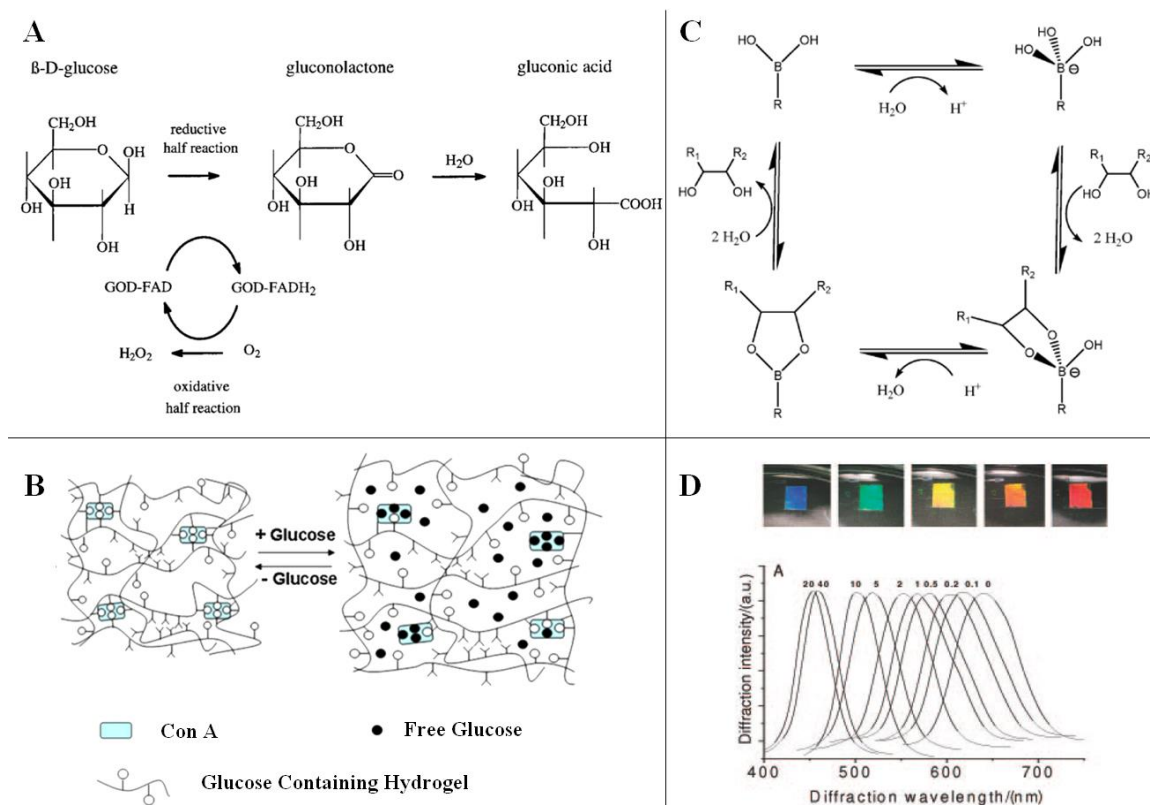 A
ß-D-glucose
gluconolactone
gluconic acid
CH₂OH
O
OH
OH
OH
H
OH
reductive
half reaction
CH₂OH
O
OH
O
OH
OH
H₂O
CH₂OH
OH
OH
COOH
OH
OH
GOD-FAD
GOD-FADH₂
H₂O₂
O₂
oxidative
half reaction
C
HO
OH
B
R
H₂O
H⁺
HO
HO
OH
B
⊖
R
R₁
R₂
HO
OH
2 H₂O
R₁
R₂
HO
OH
2 H₂O
R₁
R₂
O
O
B
R
H₂O
H⁺
R₂
R₁
O
O
OH
B
⊖
R
B
+ Glucose
- Glucose
Con A
Free Glucose
Glucose Containing Hydrogel
D
A
20 40 10 5 2 1 0.5 0.2 0.1 0
Diffraction intensity/(a.u.)
400 500 600 700
Diffraction wavelength/(nm)